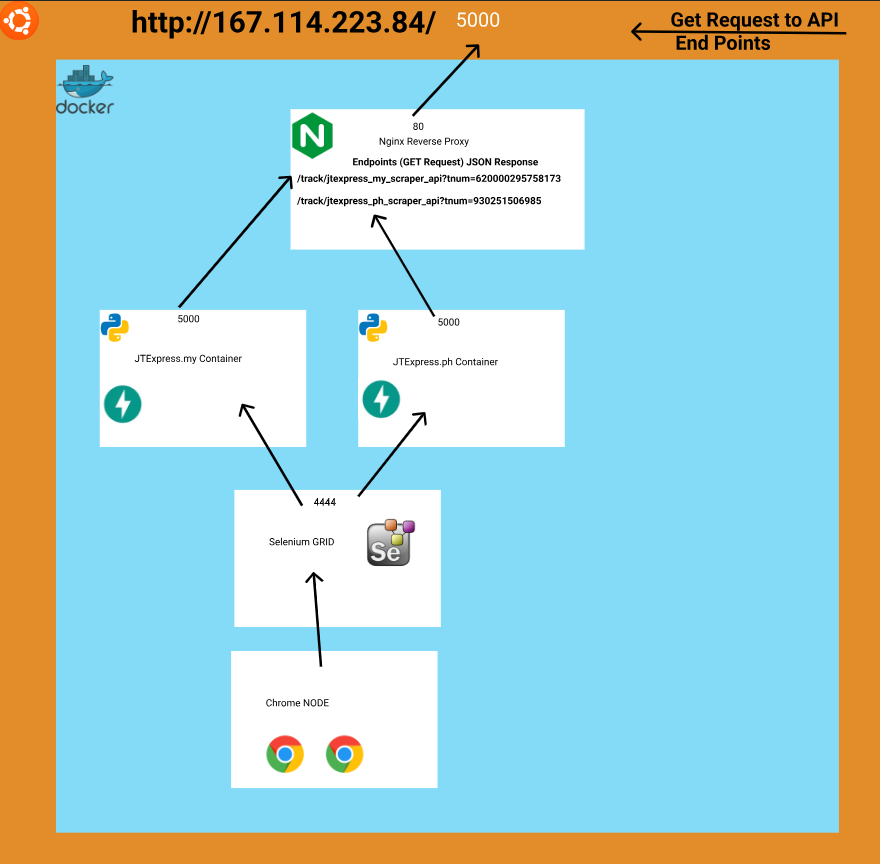 http://167.114.223.84/ 5000
Get Request to API
End Points
docker
N
80
Nginx Reverse Proxy
Endpoints (GET Request) JSON Response
/track/jtexpress_my_scraper_api?tnum=620000295758173
/track/jtexpress_ph_scraper_api?tnum=930251506985
5000
JTExpress.my Container
5000
JTExpress.ph Container
4444
Selenium GRID
Se
Chrome NODE